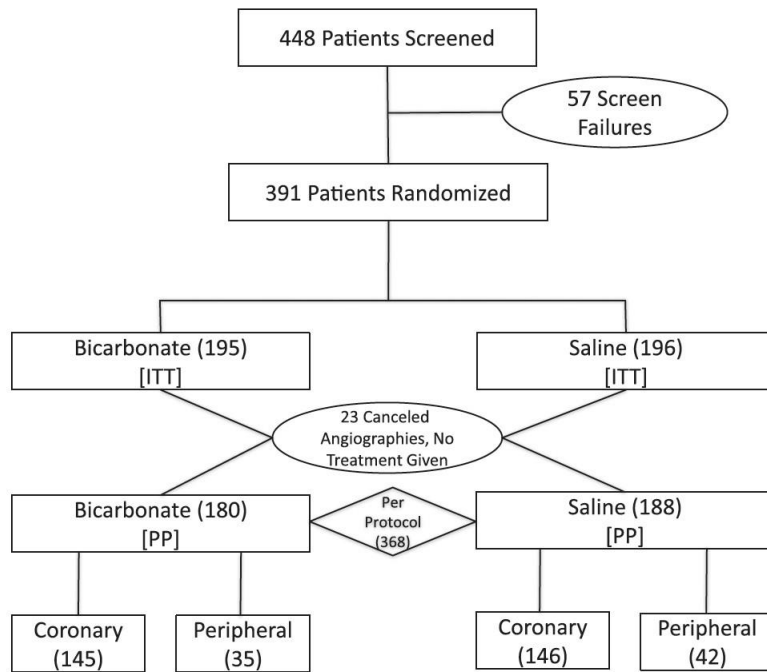 448 Patients Screened
57 Screen
Failures
391 Patients Randomized
Bicarbonate (195)
[ITT]
Saline (196)
[ITT]
23 Canceled
Angiographies, No
Treatment Given
Bicarbonate (180)
[PP]
Per
Protocol
(368)
Saline (188)
[PP]
Coronary
(145)
Peripheral
(35)
Coronary
(146)
Peripheral
(42)